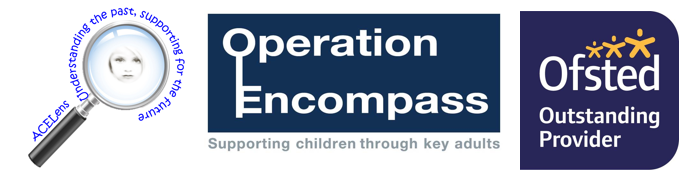 ACELens Understanding the past, supporting for the future
Operation
Encompass
Supporting children through key adults
Ofsted
Outstanding
Provider